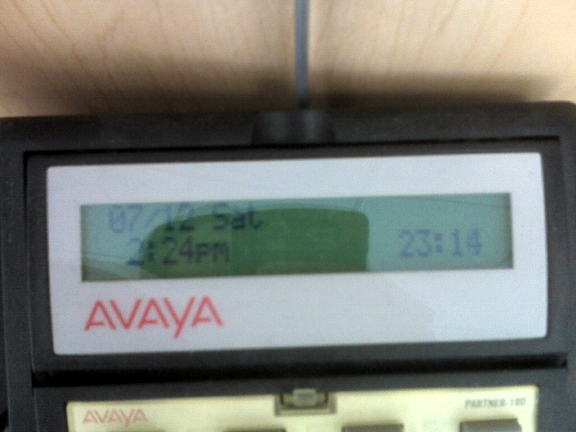 07/12 Sat
2:24pm 23:14
AVAYA
AVAYA PARTNER-18D